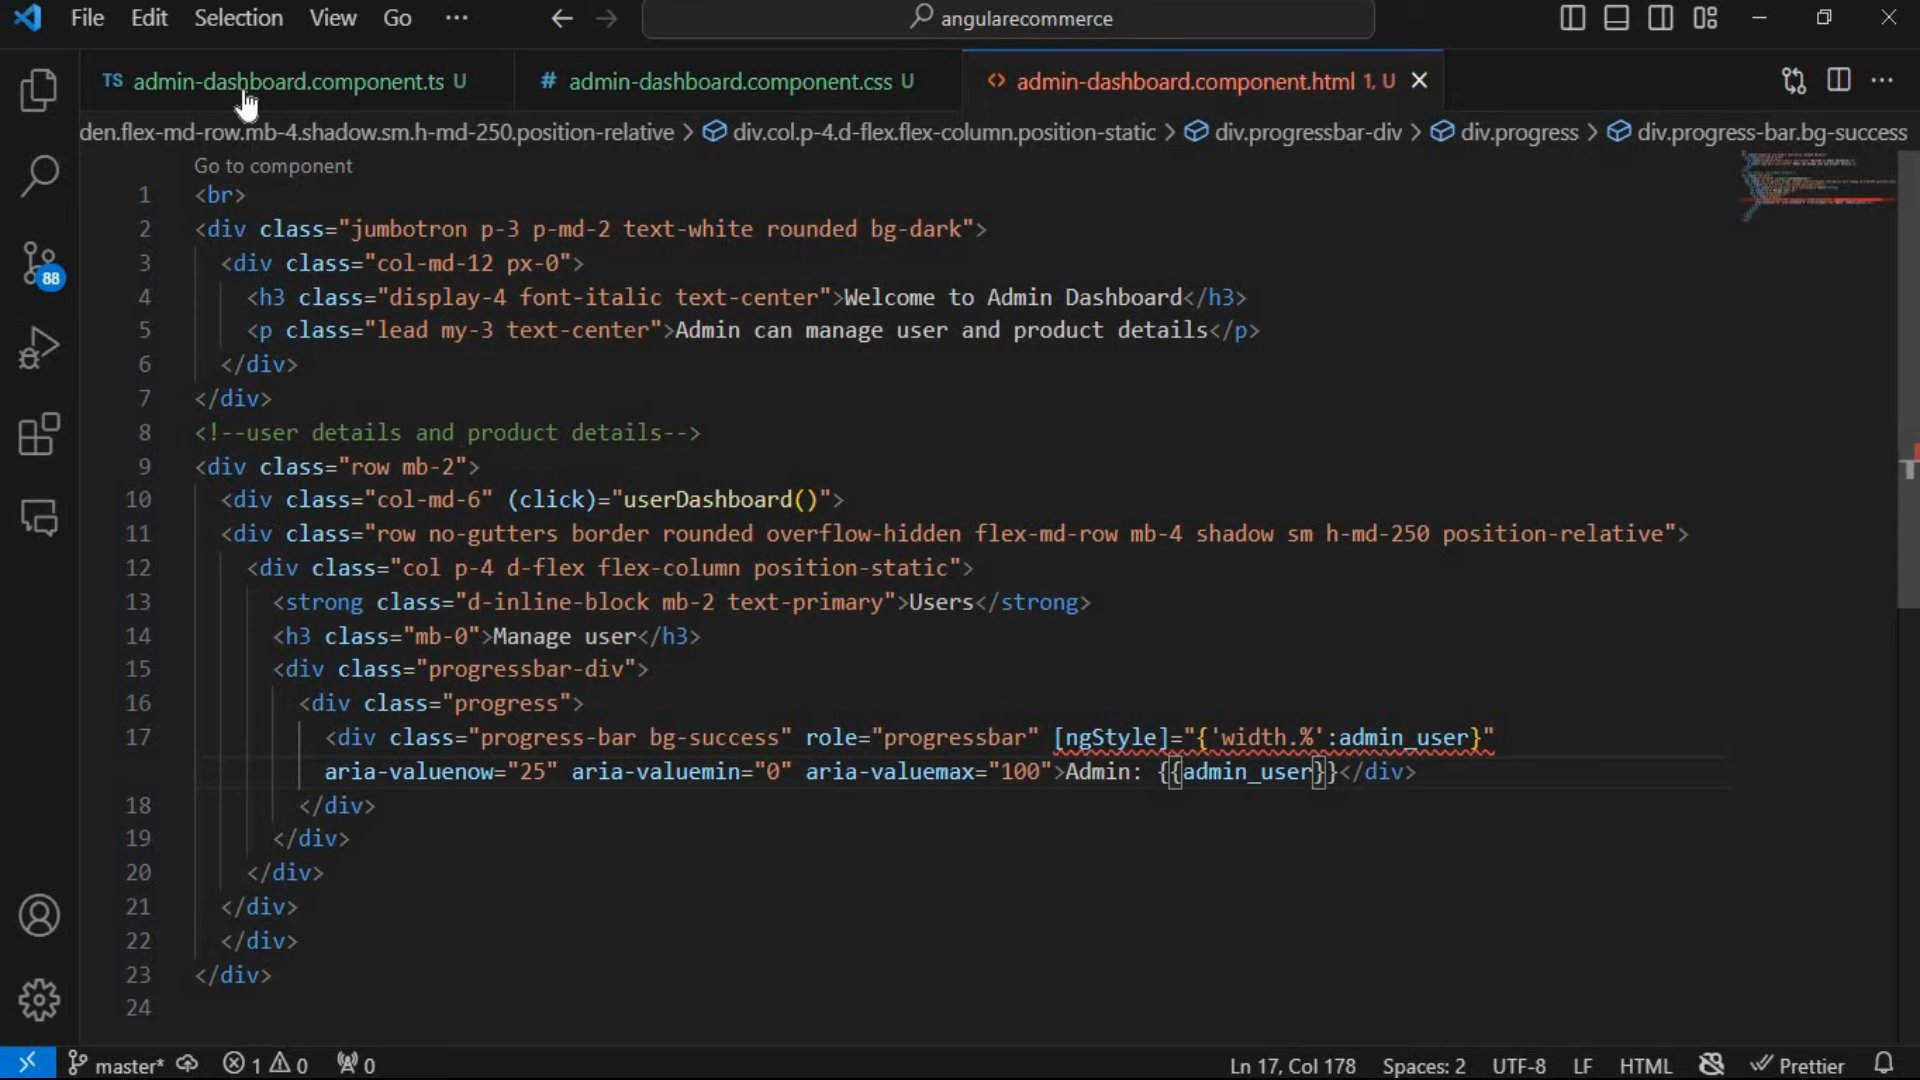 File Edit Selection View Go ··· angularecommerce
TS admin-dashboard.component.ts U # admin-dashboard.component.css U <> admin-dashboard.component.html 1, U
den.flex-md-row.mb-4.shadow.sm.h-md-250.position-relative > div.col.p-4.d-flex.flex-column.position-static > div.progressbar-div > div.progress > div.progress-bar.bg-success
Go to component
1 <br>
2 <div class="jumbotron p-3 p-md-2 text-white rounded bg-dark">
3 <div class="col-md-12 px-0">
4 <h3 class="display-4 font-italic text-center">Welcome to Admin Dashboard</h3>
5 <p class="lead my-3 text-center">Admin can manage user and product details</p>
6 </div>
7 </div>
8 <!--user details and product details-->
9 <div class="row mb-2">
10 <div class="col-md-6" (click)="userDashboard()">
11 <div class="row no-gutters border rounded overflow-hidden flex-md-row mb-4 shadow sm h-md-250 position-relative">
12 <div class="col p-4 d-flex flex-column position-static">
13 <strong class="d-inline-block mb-2 text-primary">Users</strong>
14 <h3 class="mb-0">Manage user</h3>
15 <div class="progressbar-div">
16 <div class="progress">
17 <div class="progress-bar bg-success" role="progressbar" [ngStyle]="{'width.%':admin_user}"
aria-valuenow="25" aria-valuemin="0" aria-valuemax="100">Admin: {{admin_user}}</div>
18 </div>
19 </div>
20 </div>
21 </div>
22 </div>
23 </div>
24
88
master* 1 0 0 Ln 17, Col 178 Spaces: 2 UTF-8 LF HTML Prettier